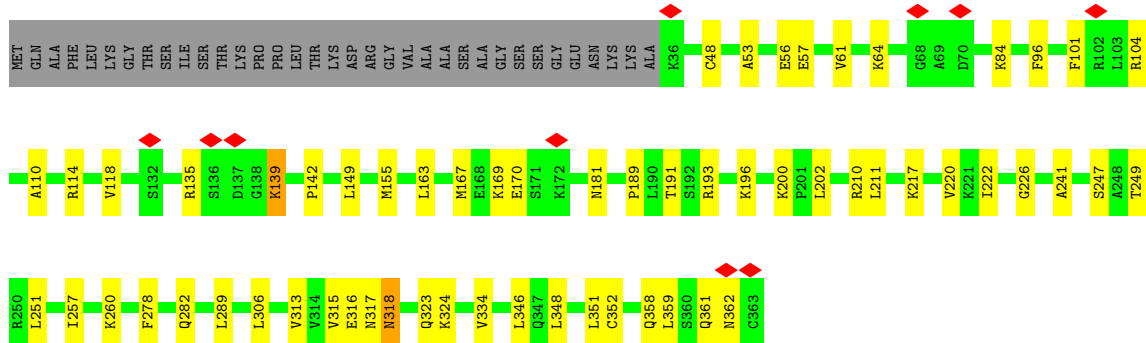 MET GLN ALA PHE LEU LYS GLY THR SER ILE SER THR LYS PRO PRO LEU THR LYS ASP ARG GLY VAL ALA ALA SER ALA GLY SER SER GLY GLU ASN LYS LYS ALA K36 C48 A53 E56 E57 V61 K64 G68 A69 D70 K84 F96 F101 R102 L103 R104
A110 R114 V118 S132 R135 S136 D137 G138 K139 P142 L149 M155 L163 M167 E168 K169 E170 S171 K172 N181 P189 L190 T191 S192 R193 K196 K200 P201 L202 R210 L211 K217 V220 K221 I222 G226 A241 S247 A248 T249
R250 L251 I257 K260 F278 Q282 L289 L306 V313 V314 V315 E316 N317 N318 Q323 K324 V334 L346 Q347 L348 L351 C352 Q358 L359 S360 Q361 N362 C363